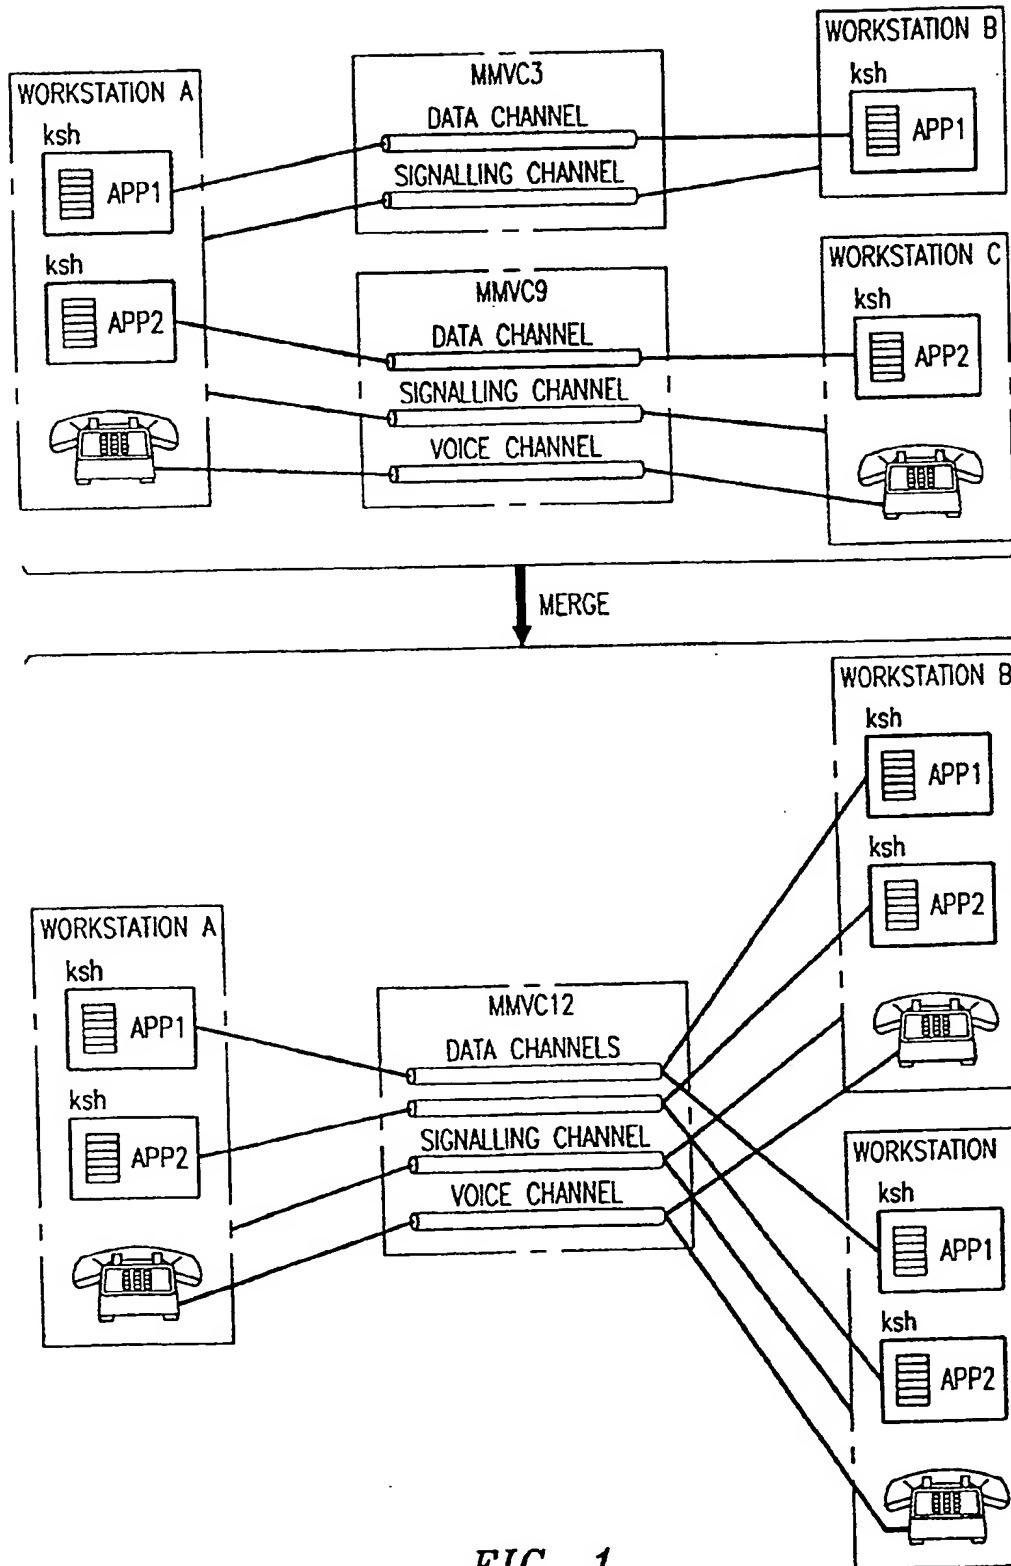 WORKSTATION A
ksh
APP1
ksh
APP2
MMVC3
DATA CHANNEL
SIGNALLING CHANNEL
WORKSTATION B
ksh
APP1
MMVC9
DATA CHANNEL
SIGNALLING CHANNEL
VOICE CHANNEL
WORKSTATION C
ksh
APP2
MERGE
WORKSTATION A
ksh
APP1
ksh
APP2
MMVC12
DATA CHANNELS
SIGNALLING CHANNEL
VOICE CHANNEL
WORKSTATION B
ksh
APP1
ksh
APP2
WORKSTATION
ksh
APP1
ksh
APP2
FIG. 1